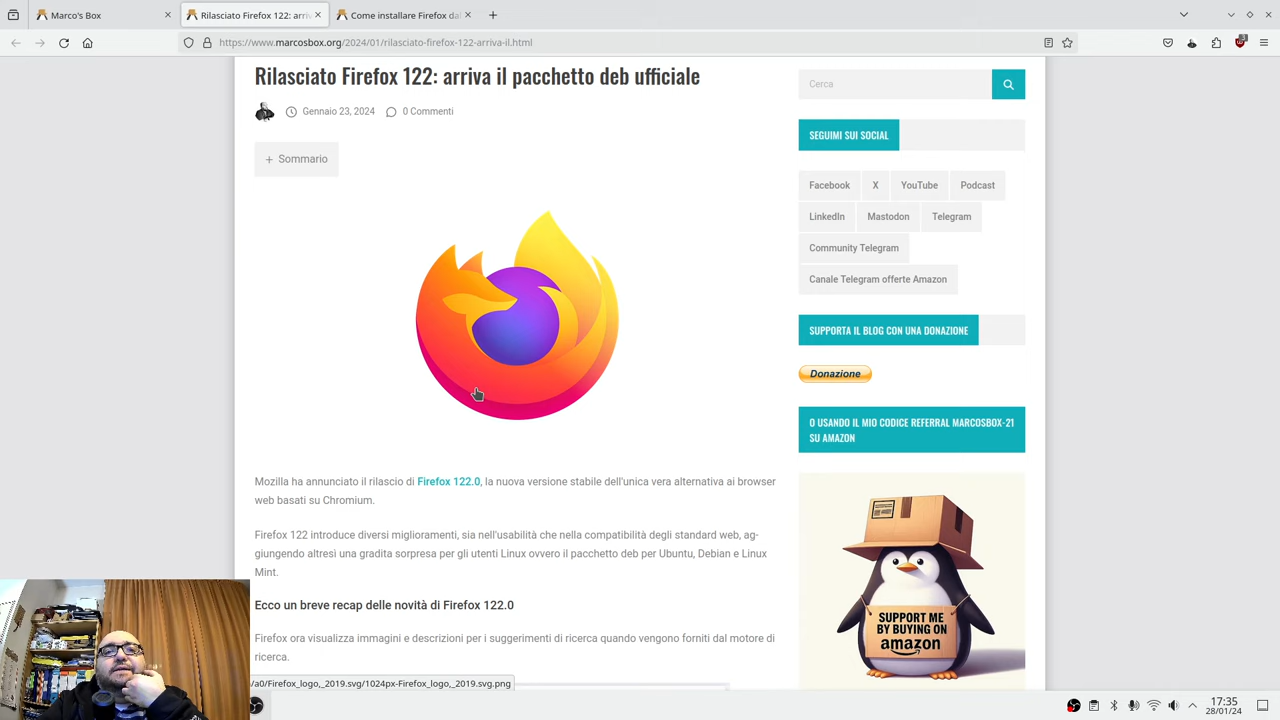 Marco's Box
Rilasciato Firefox 122: arriv
Come installare Firefox dal
https://www.marcosbox.org/2024/01/rilasciato-firefox-122-arriva-il.html
Rilasciato Firefox 122: arriva il pacchetto deb ufficiale
Gennaio 23, 2024
0 Commenti
+ Sommario
Mozilla ha annunciato il rilascio di Firefox 122.0, la nuova versione stabile dell'unica vera alternativa ai browser
web basati su Chromium.
Firefox 122 introduce diversi miglioramenti, sia nell'usabilità che nella compatibilità degli standard web, ag-
giungendo altresì una gradita sorpresa per gli utenti Linux ovvero il pacchetto deb per Ubuntu, Debian e Linux
Mint.
Ecco un breve recap delle novità di Firefox 122.0
Firefox ora visualizza immagini e descrizioni per i suggerimenti di ricerca quando vengono forniti dal motore di
ricerca.
/a0/Firefox_logo,_2019.svg/1024px-Firefox_logo,_2019.svg.png
Cerca
SEGUIMI SUI SOCIAL
Facebook X YouTube Podcast
LinkedIn Mastodon Telegram
Community Telegram
Canale Telegram offerte Amazon
SUPPORTA IL BLOG CON UNA DONAZIONE
Donazione
O USANDO IL MIO CODICE REFERRAL MARCOSBOX-21
SU AMAZON
SUPPORT ME
BY BUYING ON
amazon
17:35
28/01/24